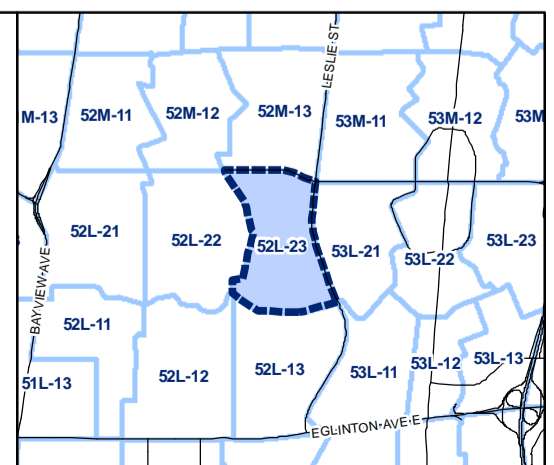 LESLIE ST
M-13
52M-11
52M-12
52M-13
53M-11
53M-12
53M
52L-21
52L-22
52L-23
53L-21
53L-22
53L-23
BAYVIEW AVE
52L-11
51L-13
52L-12
52L-13
53L-11
53L-12
53L-13
EGLINTON AVE E